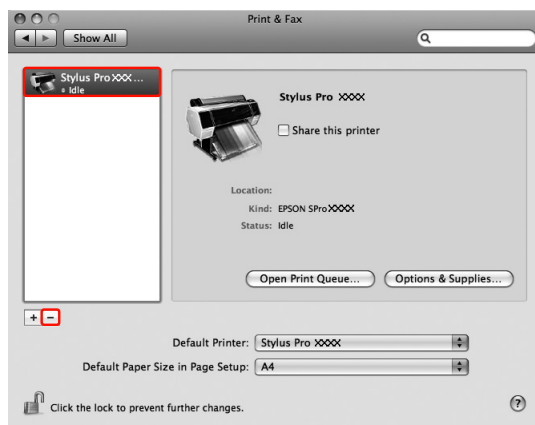 Print & Fax
Show All
Stylus Pro XXX...
Idle
Stylus Pro XXXX
Share this printer
Location:
Kind: EPSON SPro XXXX
Status: Idle
Open Print Queue... Options & Supplies...
+ −
Default Printer: Stylus Pro XXXX
Default Paper Size in Page Setup: A4
Click the lock to prevent further changes. ?